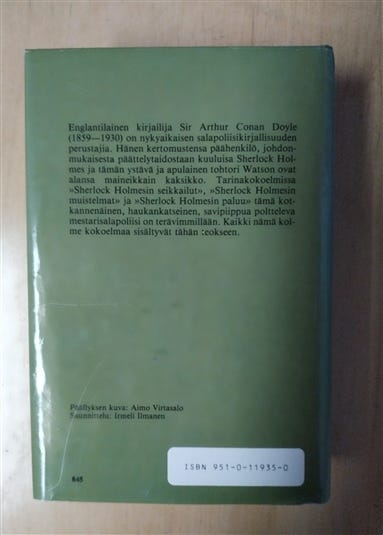 Englantilainen kirjailija Sir Arthur Conan Doyle
(1859—1930) on nykyaikaisen salapoliisikirjallisuuden
perustajia. Hänen kertomustensa päähenkilö, johdon-
mukaisesta päättelytaidostaan kuuluisa Sherlock Hol-
mes ja tämän ystävä ja apulainen tohtori Watson ovat
alansa maineikkain kaksikko. Tarinakokoelmissa
»Sherlock Holmesin seikkailut», »Sherlock Holmesin
muistelmat» ja »Sherlock Holmesin paluu» tämä kot-
kannenäinen, haukankatseinen, savipiippua poltteleva
mestarisalapoliisi on terävimmillään. Kaikki nämä kol-
me kokoelmaa sisältyvät tähän teokseen.
Päällyksen kuva: Aimo Virtasalo
Suunnittelu: Irmeli Ilmanen
ISBN 951-0-11935-0
845